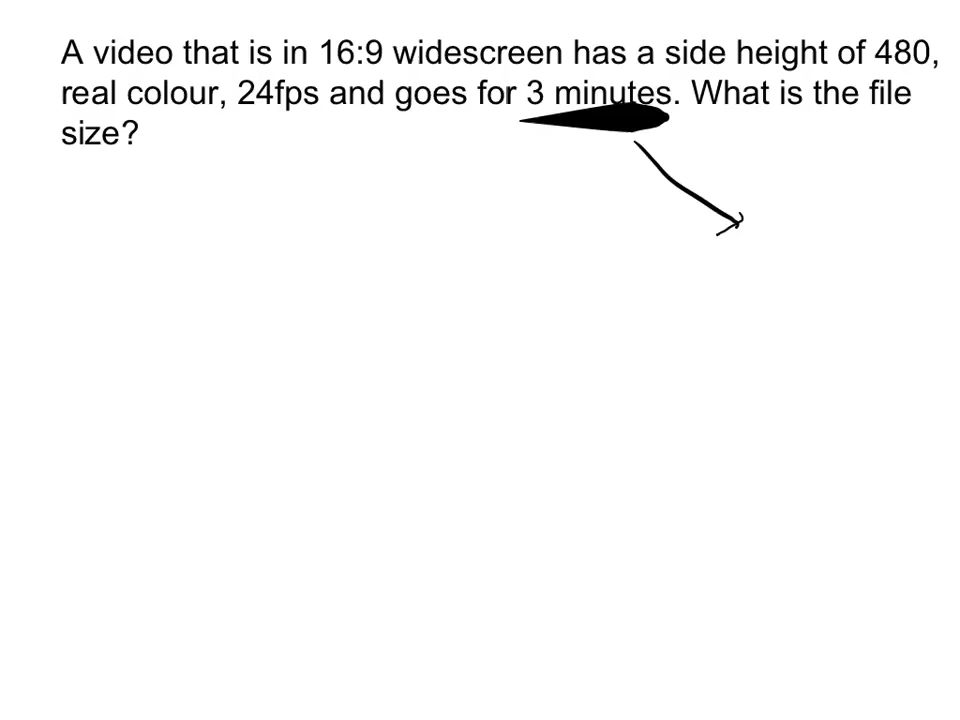 A video that is in 16:9 widescreen has a side height of 480,
real colour, 24fps and goes for 3 minutes. What is the file
size?